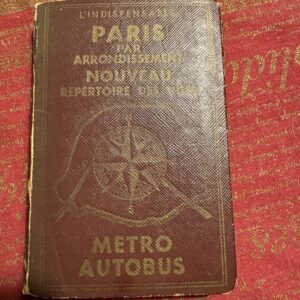 L'INDISPENSABLE
PARIS
PAR
ARRONDISSEMENT
NOUVEAU
REPERTOIRE DES RUES
S
METRO
AUTOBUS